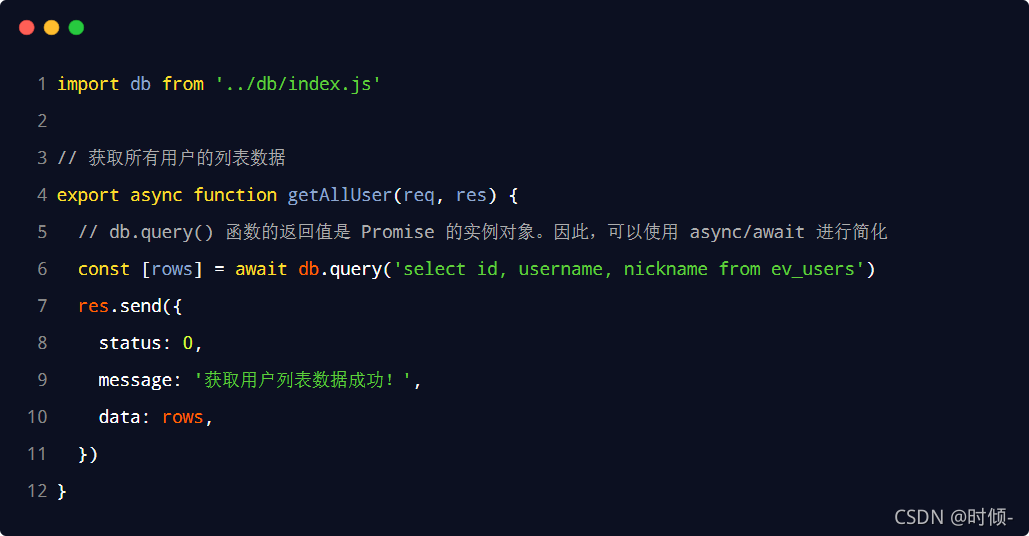 1 import db from '../db/index.js'
2
3 // 获取所有用户的列表数据
4 export async function getAllUser(req, res) {
5 // db.query() 函数的返回值是 Promise 的实例对象。因此，可以使用 async/await 进行简化
6 const [rows] = await db.query('select id, username, nickname from ev_users')
7 res.send({
8 status: 0,
9 message: '获取用户列表数据成功！',
10 data: rows,
11 })
12 }
CSDN @时倾-